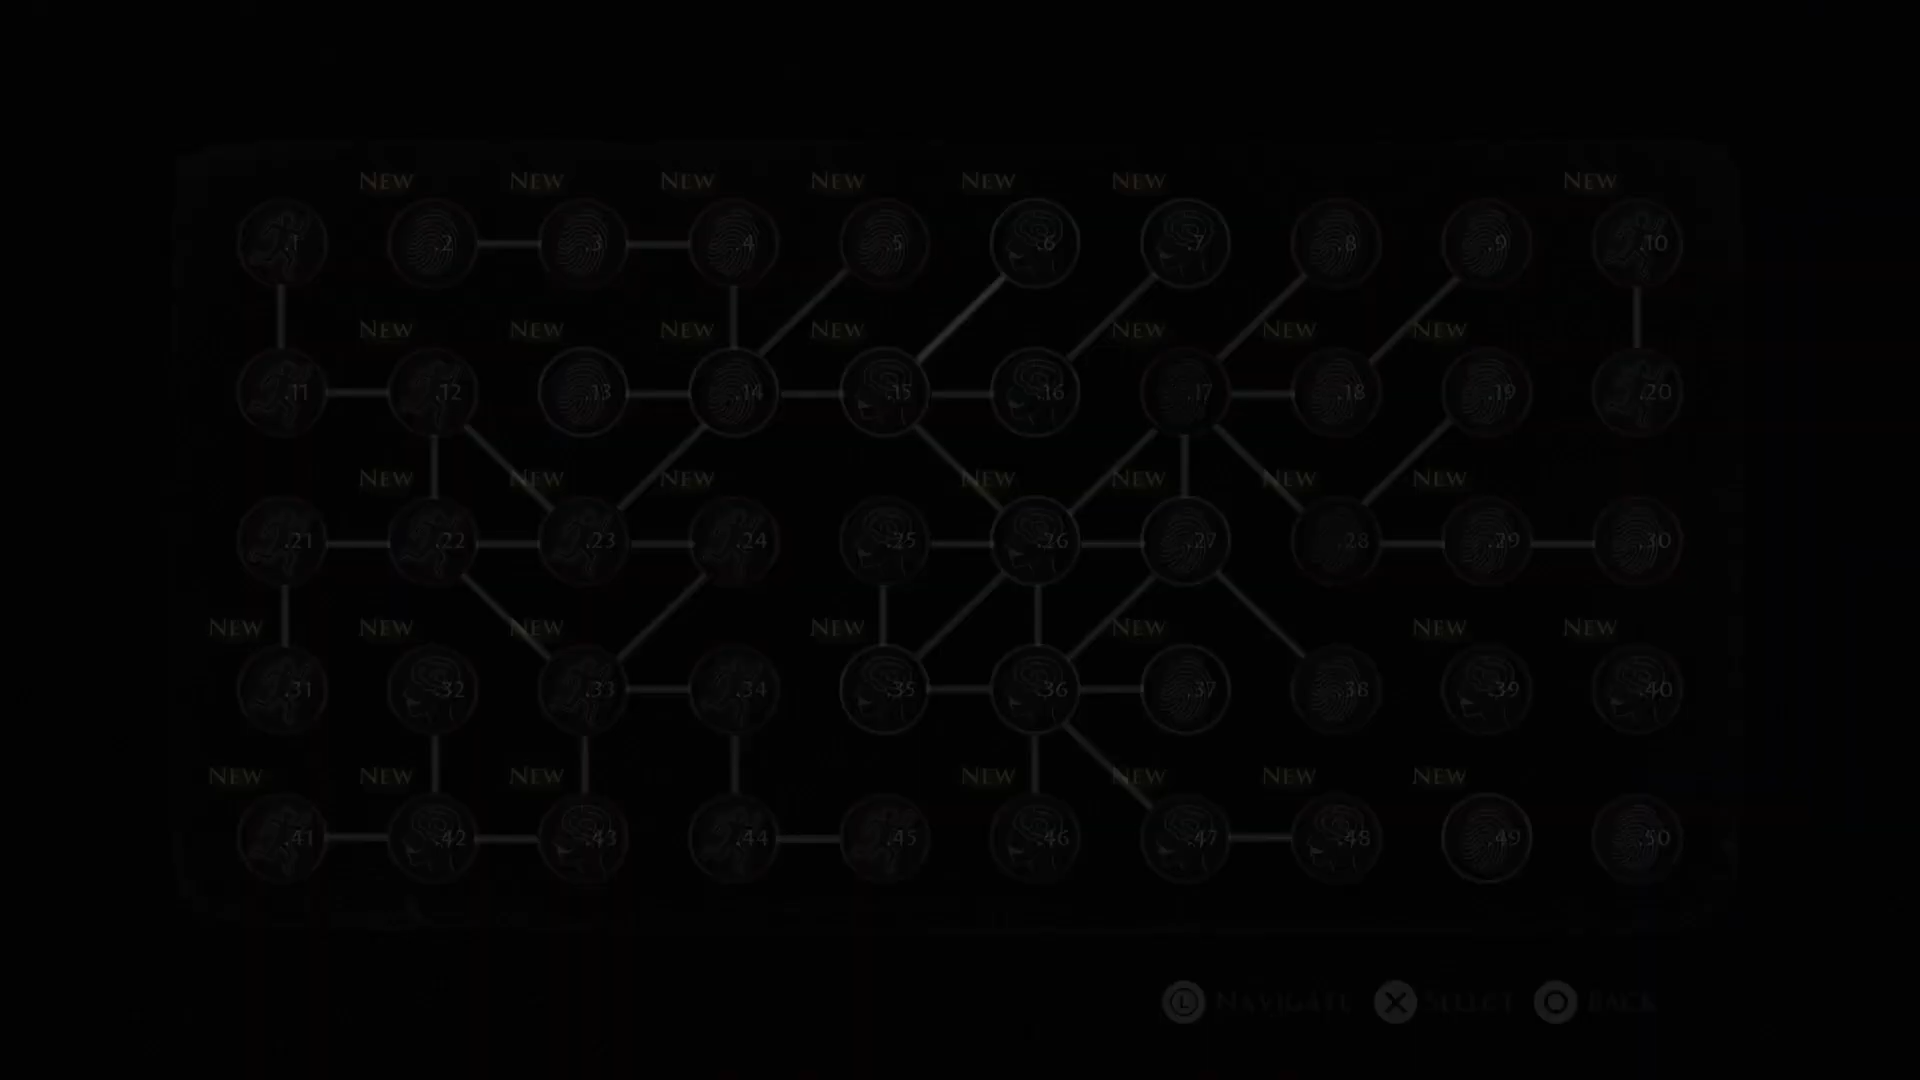 New New New New New New New
.1 .2 .3 .4 .5 .6 .7 .8 .9 .10
New New New New New New New
.11 .12 .13 .14 .15 .16 .17 .18 .19 .20
New New New New New New New
.21 .22 .23 .24 .25 .26 .27 .28 .29 .30
New New New New New New New
.31 .32 .33 .34 .35 .36 .37 .38 .39 .40
New New New New New New New
.41 .42 .43 .44 .45 .46 .47 .48 .49 .50
L Navigate X Select O Back